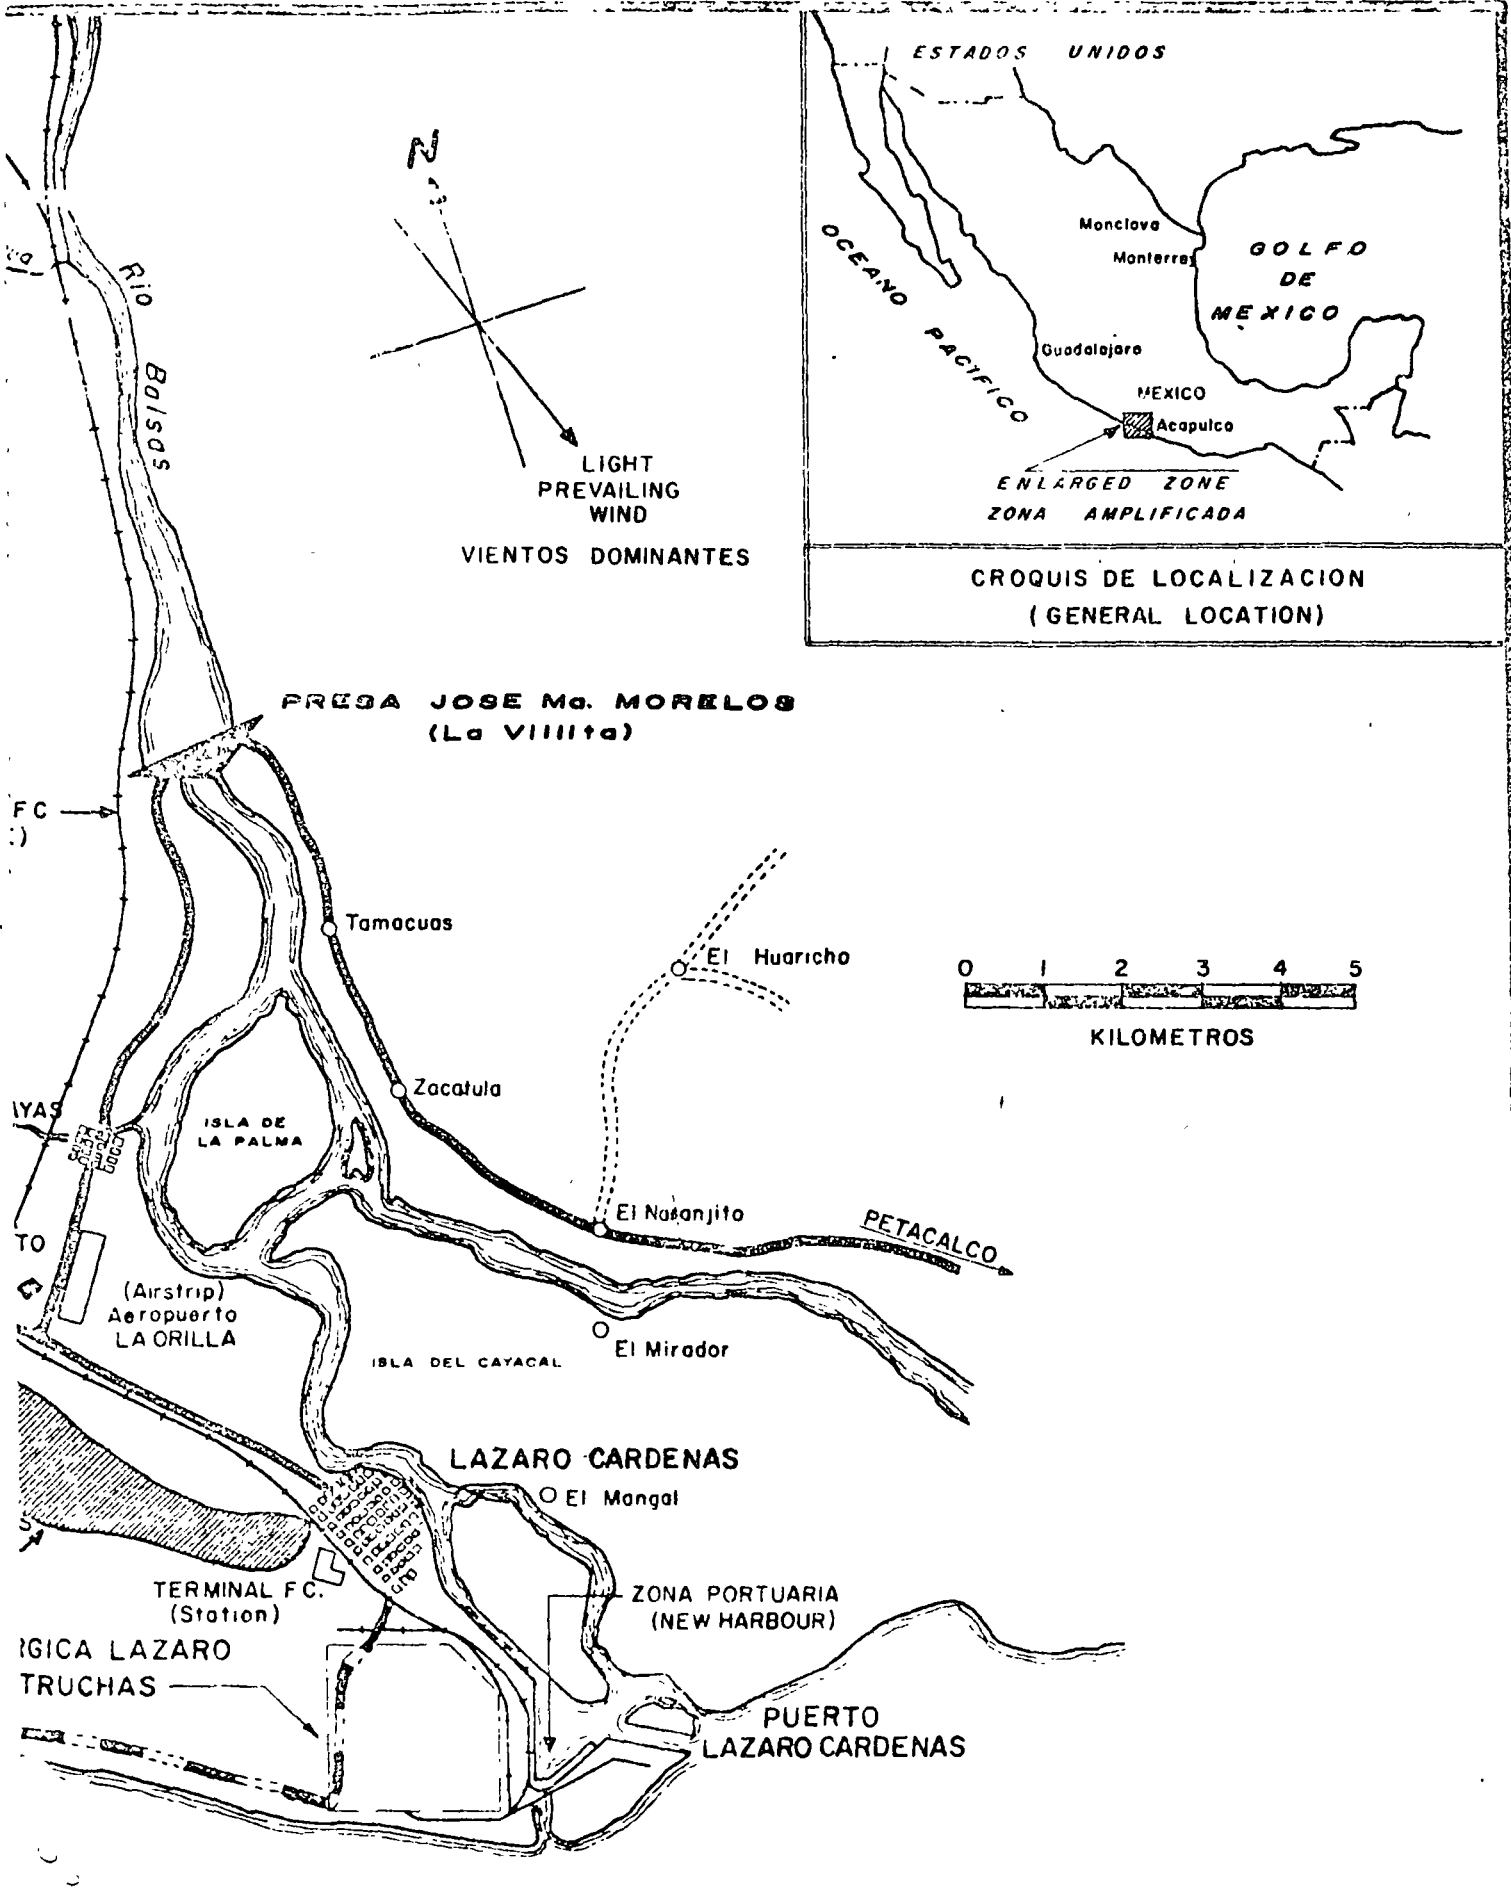 ESTADOS UNIDOS
N
Monclova
Monterrey
GOLFO
DE
MEXICO
OCEANO PACIFICO
Guadalajara
MEXICO
Acapulco
ENLARGED ZONE
ZONA AMPLIFICADA
CROQUIS DE LOCALIZACION
(GENERAL LOCATION)
Rio
Balsas
LIGHT
PREVAILING
WIND
VIENTOS DOMINANTES
PRESA JOSE Ma. MORELOS
(La Villita)
FC
Tamacuas
El Huaricho
0 1 2 3 4 5
KILOMETROS
Zacatula
YAS
ISLA DE
LA PALMA
El Naranjito
PETACALCO
TO
(Airstrip)
Aeropuerto
LA ORILLA
El Mirador
ISLA DEL CAYACAL
LAZARO CARDENAS
El Mangal
S
TERMINAL F C.
(Station)
ZONA PORTUARIA
(NEW HARBOUR)
RGICA LAZARO
TRUCHAS
PUERTO
LAZARO CARDENAS